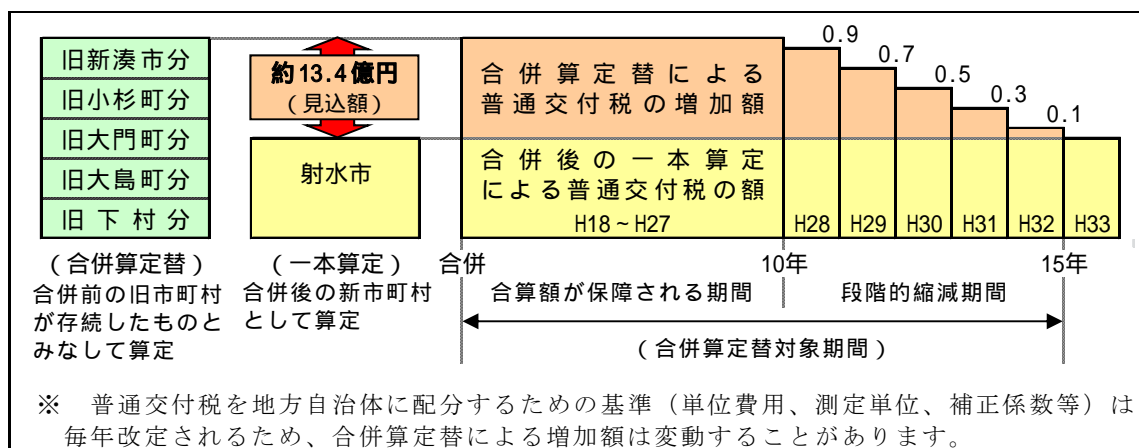 旧新湊市分
旧小杉町分
旧大門町分
旧大島町分
旧下村分
約13.4億円
（見込額）
射水市
合併算定替による
普通交付税の増加額
合併後の一本算定
による普通交付税の額
H18～H27
0.9
0.7
0.5
0.3
0.1
H28
H29
H30
H31
H32
H33
（合併算定替）
合併前の旧市町村
が存続したものと
みなして算定
（一本算定）
合併後の新市町村
として算定
合併
10年
15年
合算額が保障される期間
段階的縮減期間
（合併算定替対象期間）
※　普通交付税を地方自治体に配分するための基準（単位費用、測定単位、補正係数等）は
毎年改定されるため、合併算定替による増加額は変動することがあります。